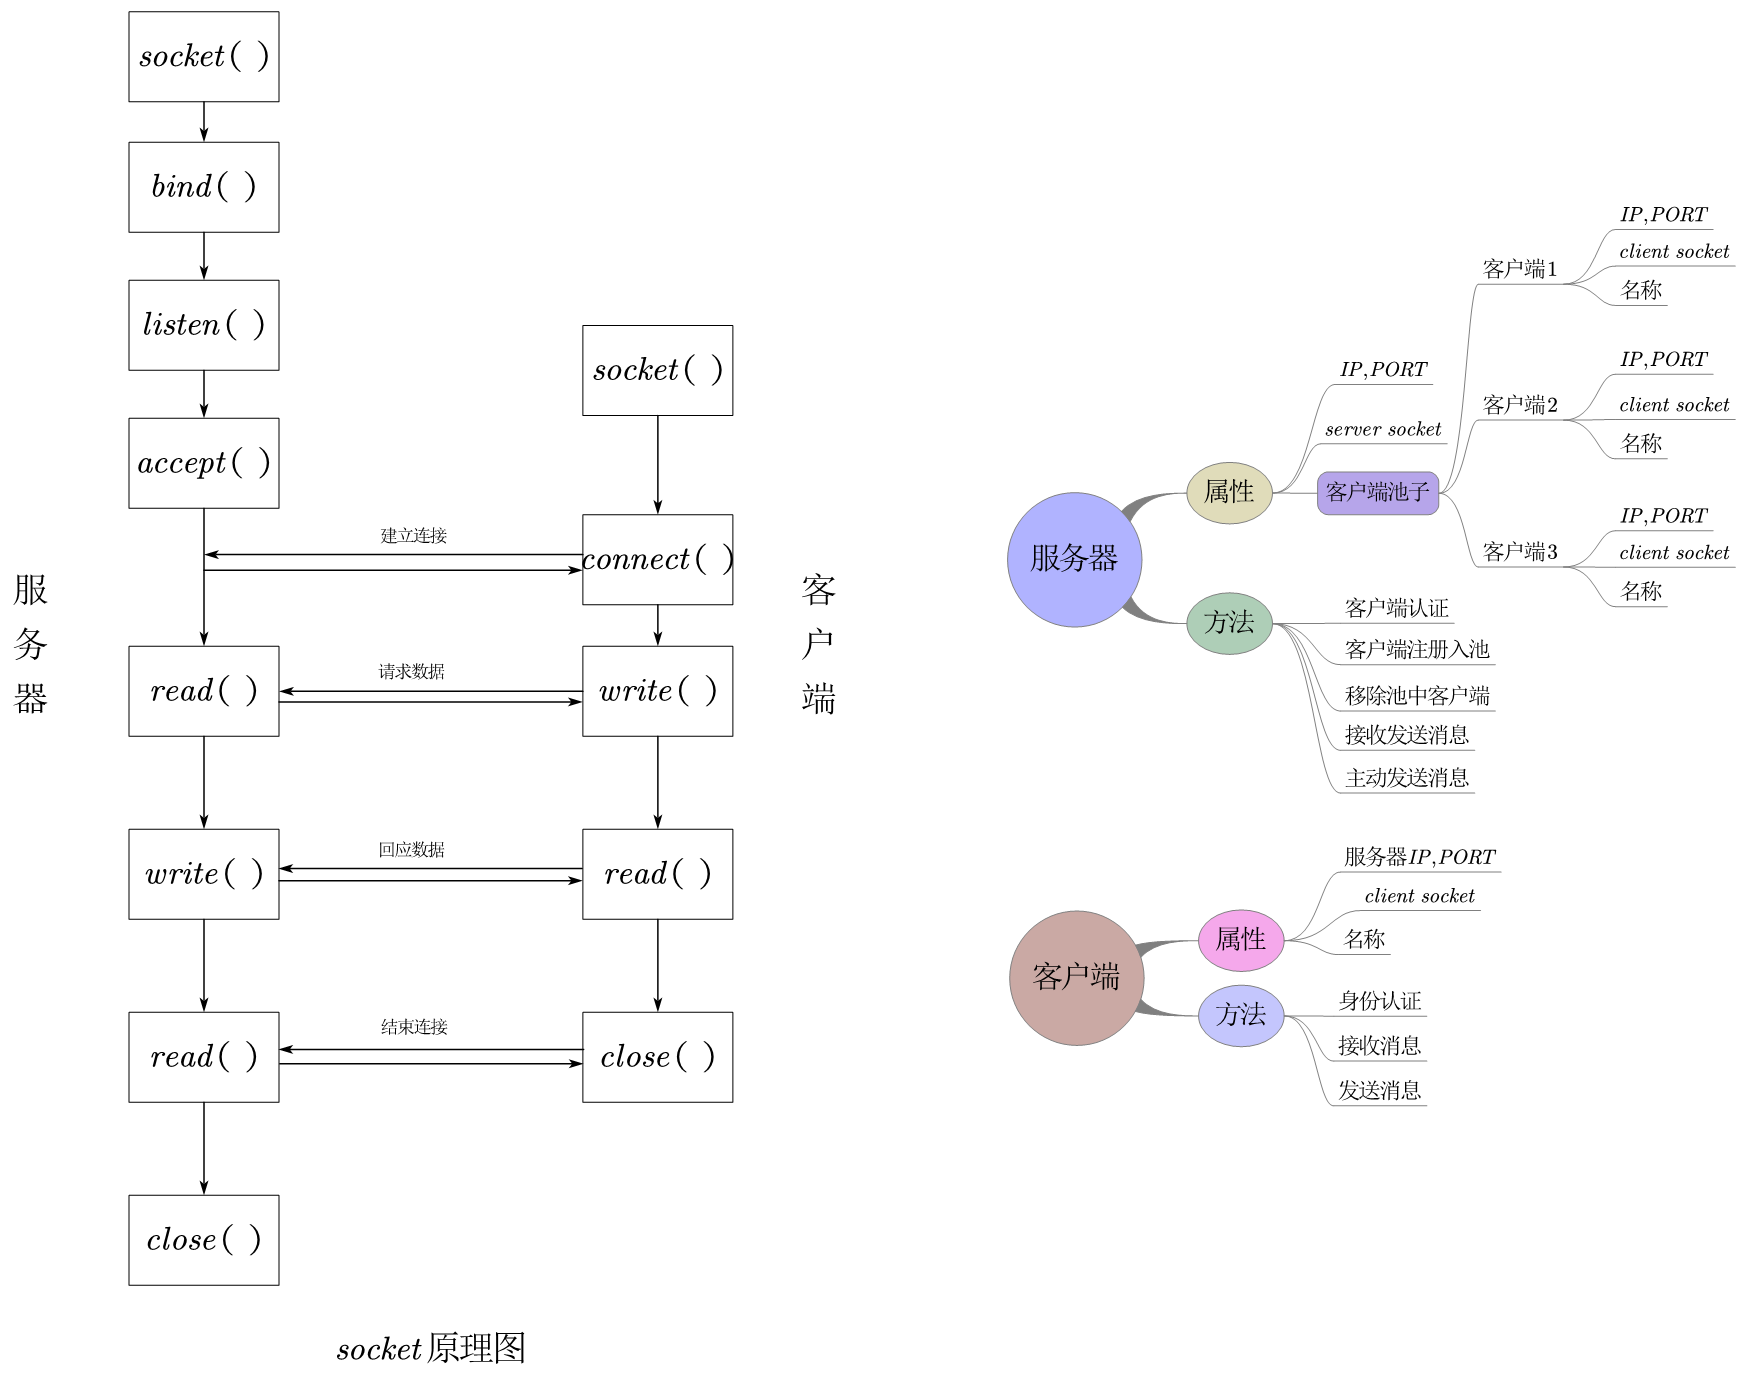 socket( )
bind( )
listen( )
accept( )
read( )
write( )
read( )
close( )
服务器
socket( )
connect( )
write( )
read( )
close( )
客户端
建立连接
请求数据
回应数据
结束连接
socket原理图
服务器
属性
IP,PORT
server socket
客户端池子
客户端1
IP,PORT
client socket
名称
客户端2
IP,PORT
client socket
名称
客户端3
IP,PORT
client socket
名称
方法
客户端认证
客户端注册入池
移除池中客户端
接收发送消息
主动发送消息
客户端
属性
服务器IP,PORT
client socket
名称
方法
身份认证
接收消息
发送消息